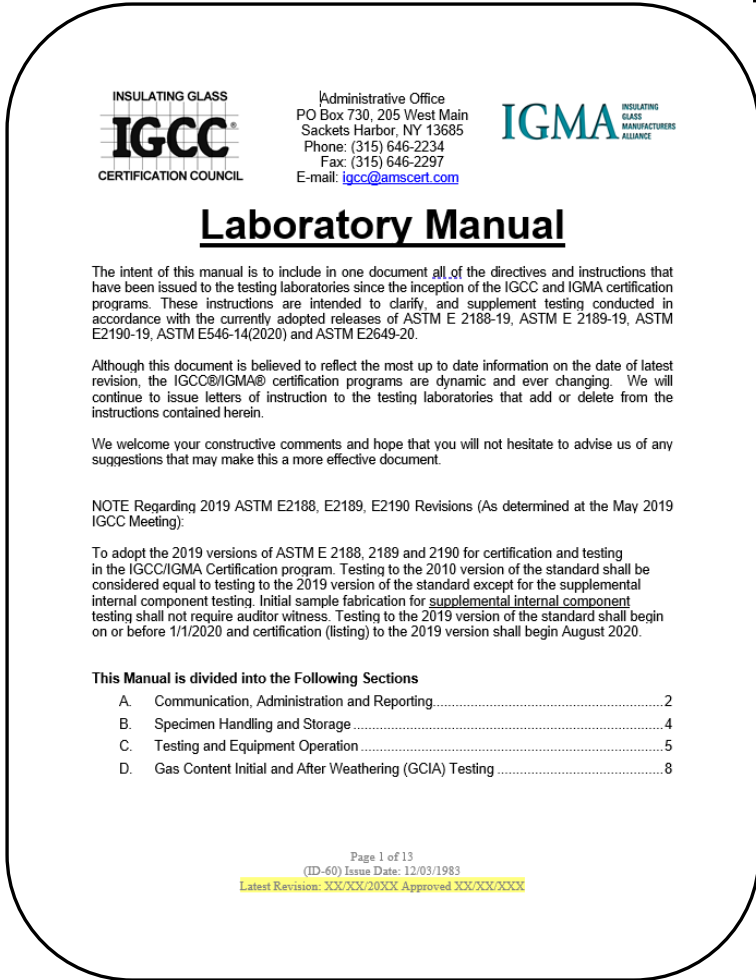 INSULATING GLASS
IGCC®
CERTIFICATION COUNCIL
Administrative Office
PO Box 730, 205 West Main
Sackets Harbor, NY 13685
Phone: (315) 646-2234
Fax: (315) 646-2297
E-mail: igcc@amscert.com
IGMA
INSULATING
GLASS
MANUFACTURERS
ALLIANCE
Laboratory Manual
The intent of this manual is to include in one document all of the directives and instructions that
have been issued to the testing laboratories since the inception of the IGCC and IGMA certification
programs. These instructions are intended to clarify, and supplement testing conducted in
accordance with the currently adopted releases of ASTM E 2188-19, ASTM E 2189-19, ASTM
E2190-19, ASTM E546-14(2020) and ASTM E2649-20.
Although this document is believed to reflect the most up to date information on the date of latest
revision, the IGCC®/IGMA® certification programs are dynamic and ever changing. We will
continue to issue letters of instruction to the testing laboratories that add or delete from the
instructions contained herein.
We welcome your constructive comments and hope that you will not hesitate to advise us of any
suggestions that may make this a more effective document.
NOTE Regarding 2019 ASTM E2188, E2189, E2190 Revisions (As determined at the May 2019
IGCC Meeting):
To adopt the 2019 versions of ASTM E 2188, 2189 and 2190 for certification and testing
in the IGCC/IGMA Certification program. Testing to the 2010 version of the standard shall be
considered equal to testing to the 2019 version of the standard except for the supplemental
internal component testing. Initial sample fabrication for supplemental internal component
testing shall not require auditor witness. Testing to the 2019 version of the standard shall begin
on or before 1/1/2020 and certification (listing) to the 2019 version shall begin August 2020.
This Manual is divided into the Following Sections
A. Communication, Administration and Reporting..........2
B. Specimen Handling and Storage..........4
C. Testing and Equipment Operation..........5
D. Gas Content Initial and After Weathering (GCIA) Testing..........8
Page 1 of 13
(ID-60) Issue Date: 12/03/1983
Latest Revision: XX/XX/20XX Approved XX/XX/XXX